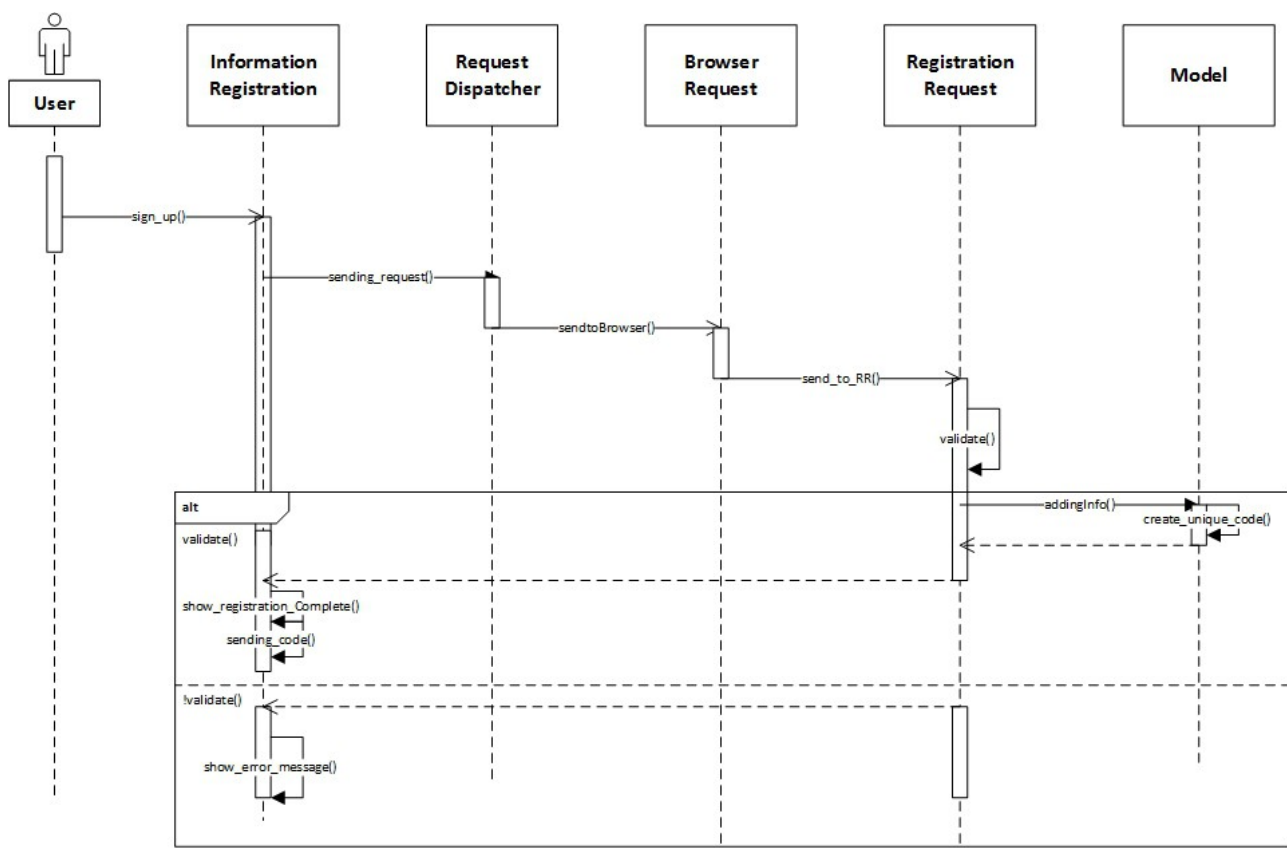 User
Information
Registration
Request
Dispatcher
Browser
Request
Registration
Request
Model
sign_up()
sending_request()
sendtoBrowser()
send_to_RR()
validate()
alt
addingInfo()
create_unique_code()
validate()
show_registration_Complete()
sending_code()
!validate()
show_error_message()